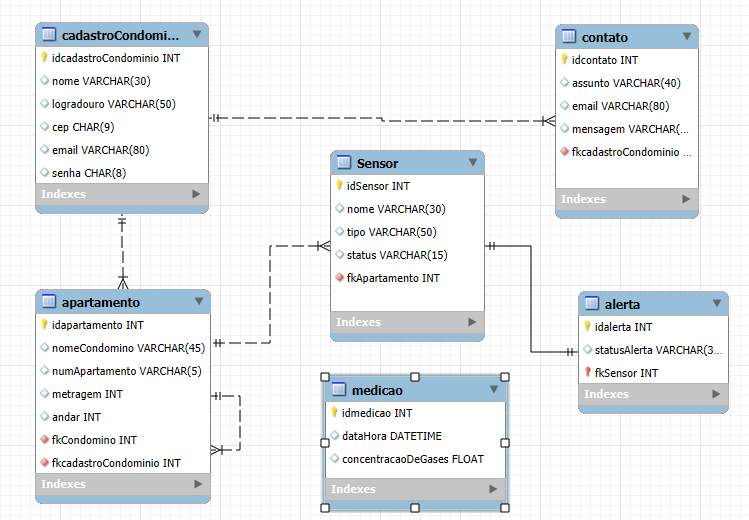 cadastroCondomini...
idcadastroCondominio INT
nome VARCHAR(30)
logradouro VARCHAR(50)
cep CHAR(9)
email VARCHAR(80)
senha CHAR(8)
Indexes
contato
idcontato INT
assunto VARCHAR(40)
email VARCHAR(80)
mensagem VARCHAR(...
fkcadastroCondominio ...
Indexes
Sensor
idSensor INT
nome VARCHAR(30)
tipo VARCHAR(50)
status VARCHAR(15)
fkApartamento INT
Indexes
apartamento
idapartamento INT
nomeCondomino VARCHAR(45)
numApartamento VARCHAR(5)
metragem INT
andar INT
fkCondomino INT
fkcadastroCondominio INT
Indexes
alerta
idalerta INT
statusAlerta VARCHAR(3...
fkSensor INT
Indexes
medicao
idmedicao INT
dataHora DATETIME
concentracaoDeGases FLOAT
Indexes